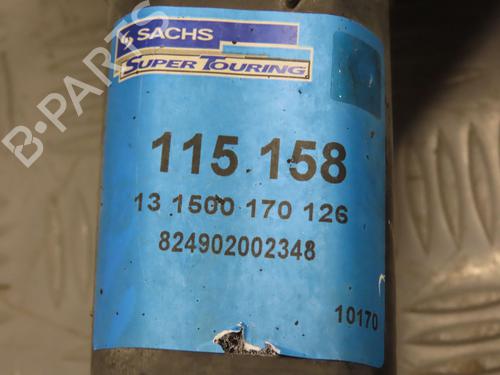 SACHS
SUPER TOURING
B-PARTS
115 158
13 1500 170 126
824902002348
10170